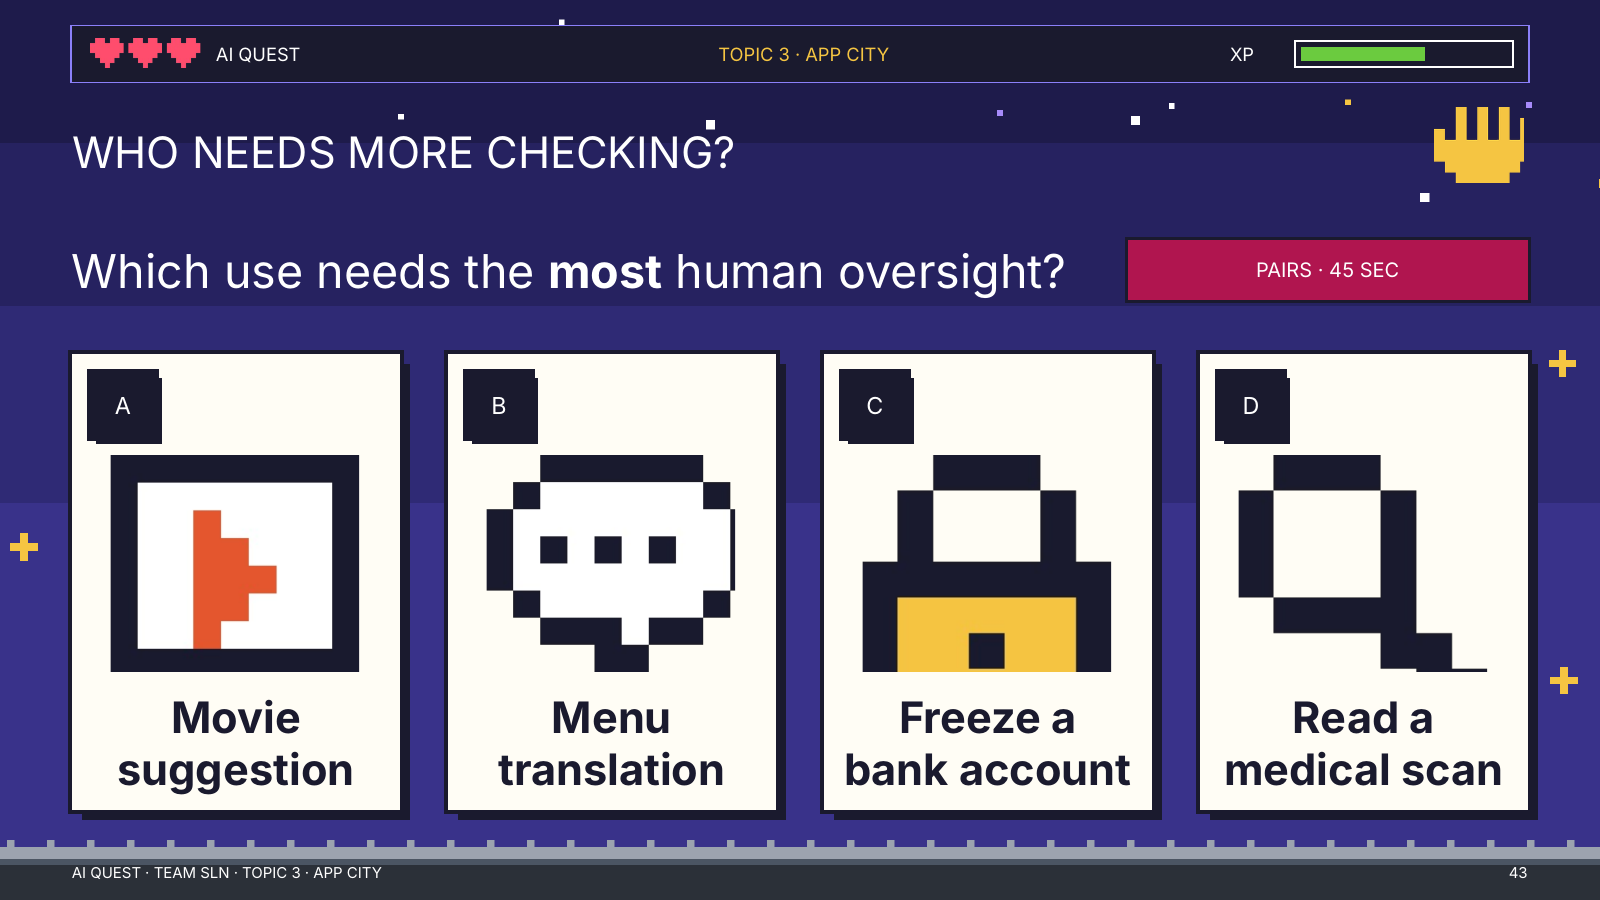 AI QUEST
TOPIC 3 · APP CITY
XP
WHO NEEDS MORE CHECKING?
Which use needs the most human oversight?
PAIRS · 45 SEC
A
Movie
suggestion
B
Menu
translation
C
Freeze a
bank account
D
Read a
medical scan
AI QUEST · TEAM SLN · TOPIC 3 · APP CITY
43